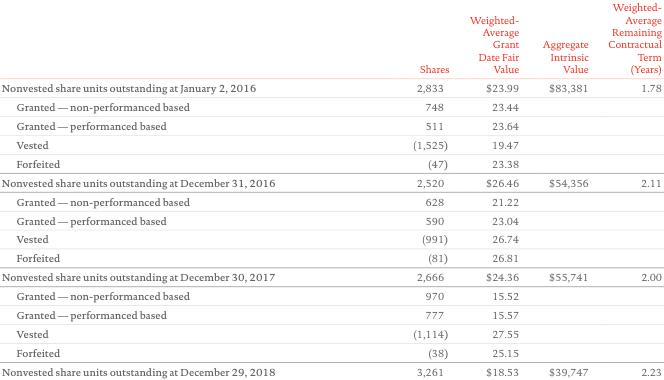 Weighted-
Average
Weighted- Remaining
Average Contractual
Grant Aggregate Term
Date Fair Intrinsic (Years)
Shares Value Value
Nonvested share units outstanding at January 2, 2016 2,833 $23.99 $83,381 1.78
Granted — non-performanced based 748 23.44
Granted — performanced based 511 23.64
Vested (1,525) 19.47
Forfeited (47) 23.38
Nonvested share units outstanding at December 31, 2016 2,520 $26.46 $54,356 2.11
Granted — non-performanced based 628 21.22
Granted — performanced based 590 23.04
Vested (991) 26.74
Forfeited (81) 26.81
Nonvested share units outstanding at December 30, 2017 2,666 $24.36 $55,741 2.00
Granted — non-performanced based 970 15.52
Granted — performanced based 777 15.57
Vested (1,114) 27.55
Forfeited (38) 25.15
Nonvested share units outstanding at December 29, 2018 3,261 $18.53 $39,747 2.23